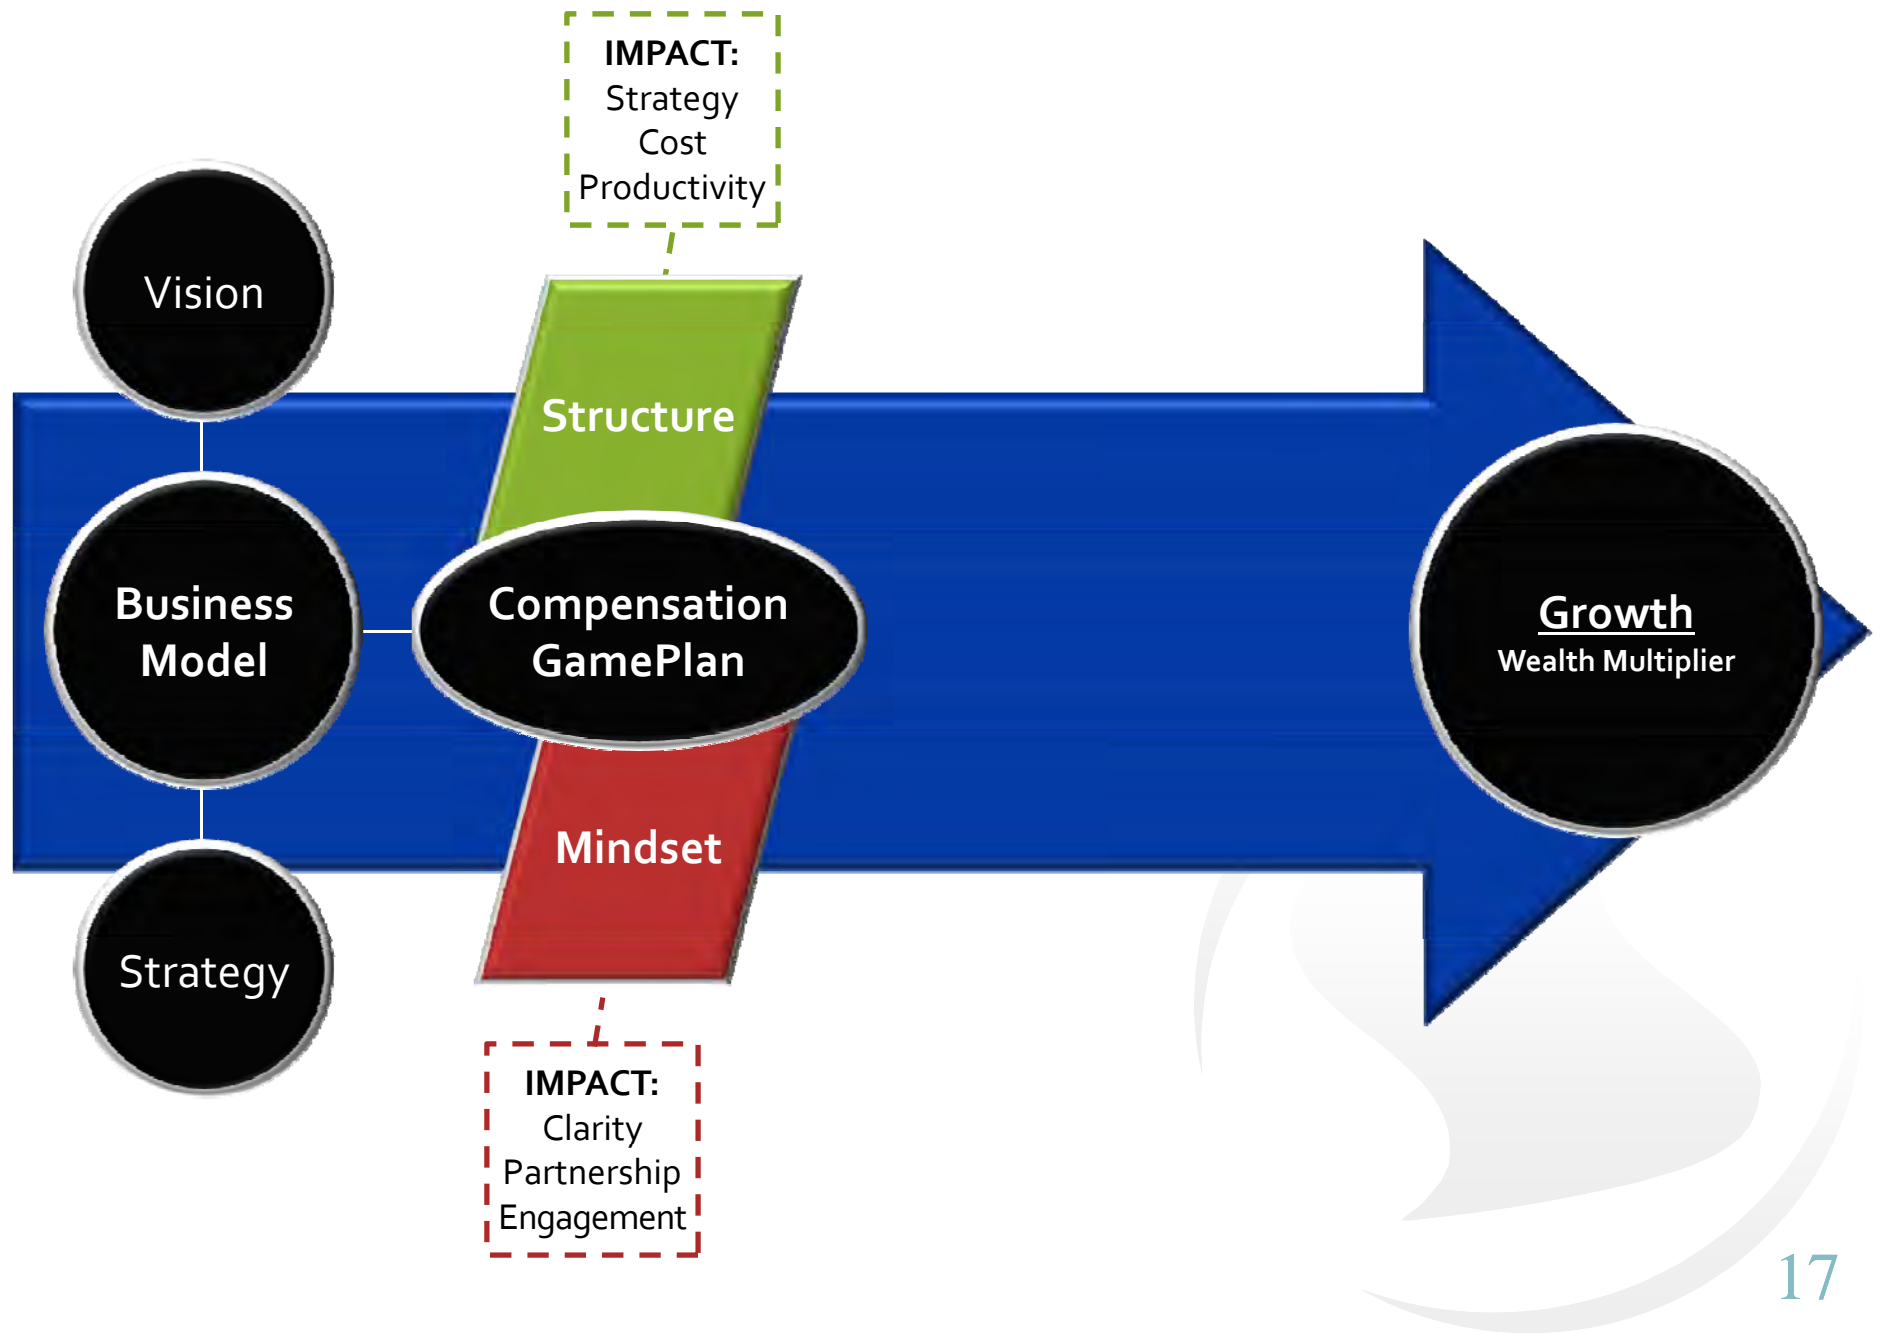 IMPACT:
Strategy
Cost
Productivity
Vision
Structure
Business
Model
Compensation
GamePlan
Growth
Wealth Multiplier
Mindset
Strategy
IMPACT:
Clarity
Partnership
Engagement
17